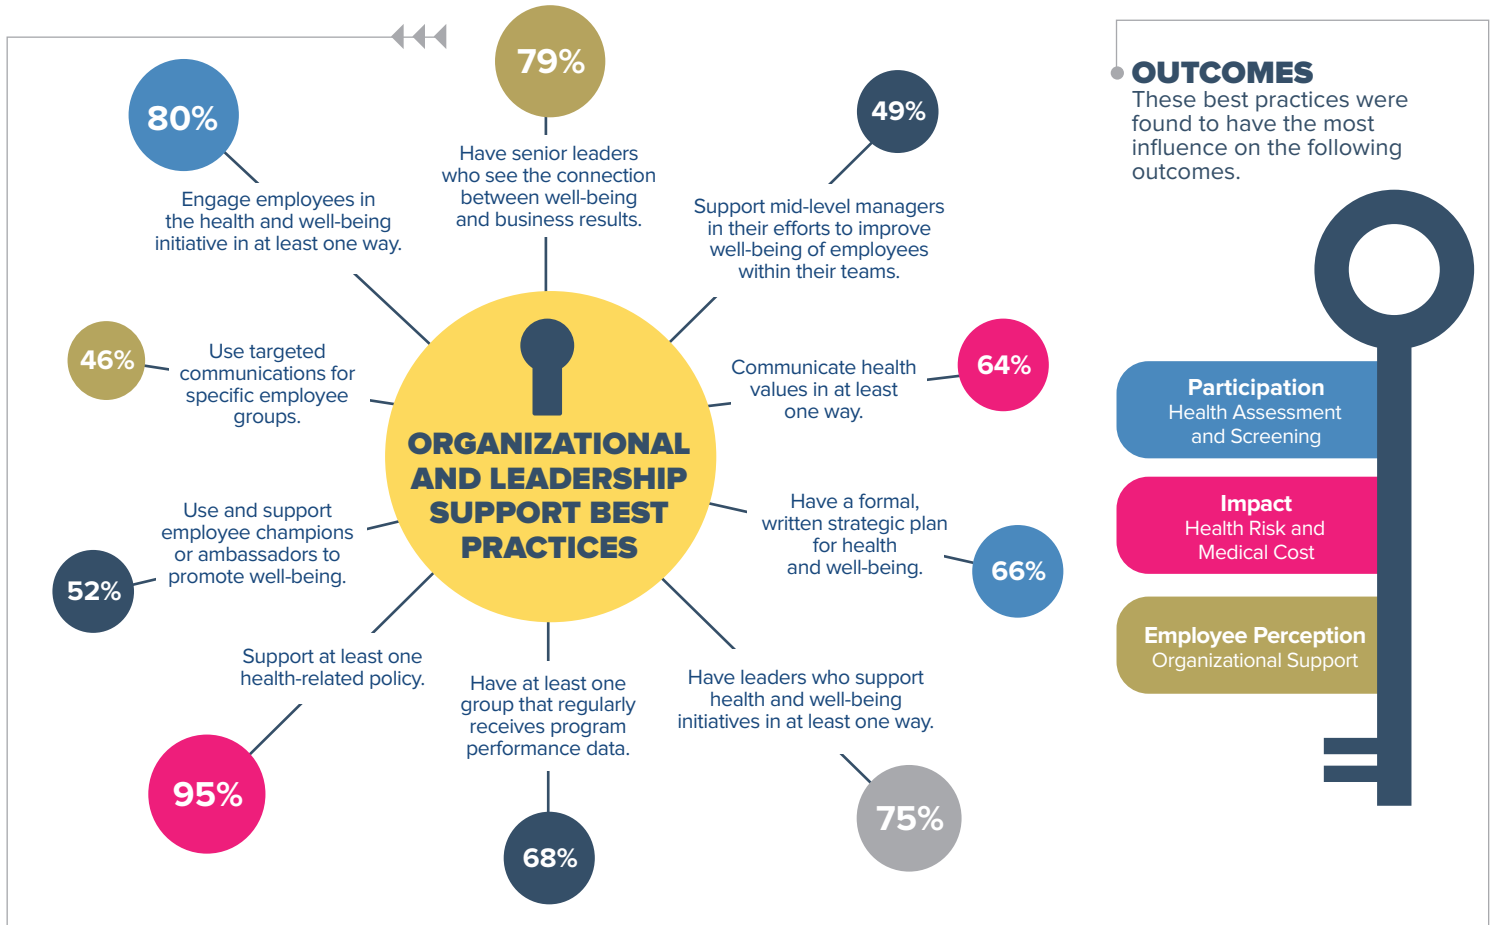 80%
Engage employees in
the health and well-being
initiative in at least one way.
79%
Have senior leaders
who see the connection
between well-being
and business results.
49%
Support mid-level managers
in their efforts to improve
well-being of employees
within their teams.
46%
Use targeted
communications for
specific employee
groups.
64%
Communicate health
values in at least
one way.
ORGANIZATIONAL
AND LEADERSHIP
SUPPORT BEST
PRACTICES
52%
Use and support
employee champions
or ambassadors to
promote well-being.
66%
Have a formal,
written strategic plan
for health
and well-being.
Support at least one
health-related policy.
95%
Have at least one
group that regularly
receives program
performance data.
68%
Have leaders who support
health and well-being
initiatives in at least one way.
75%
OUTCOMES
These best practices were
found to have the most
influence on the following
outcomes.
Participation
Health Assessment
and Screening
Impact
Health Risk and
Medical Cost
Employee Perception
Organizational Support